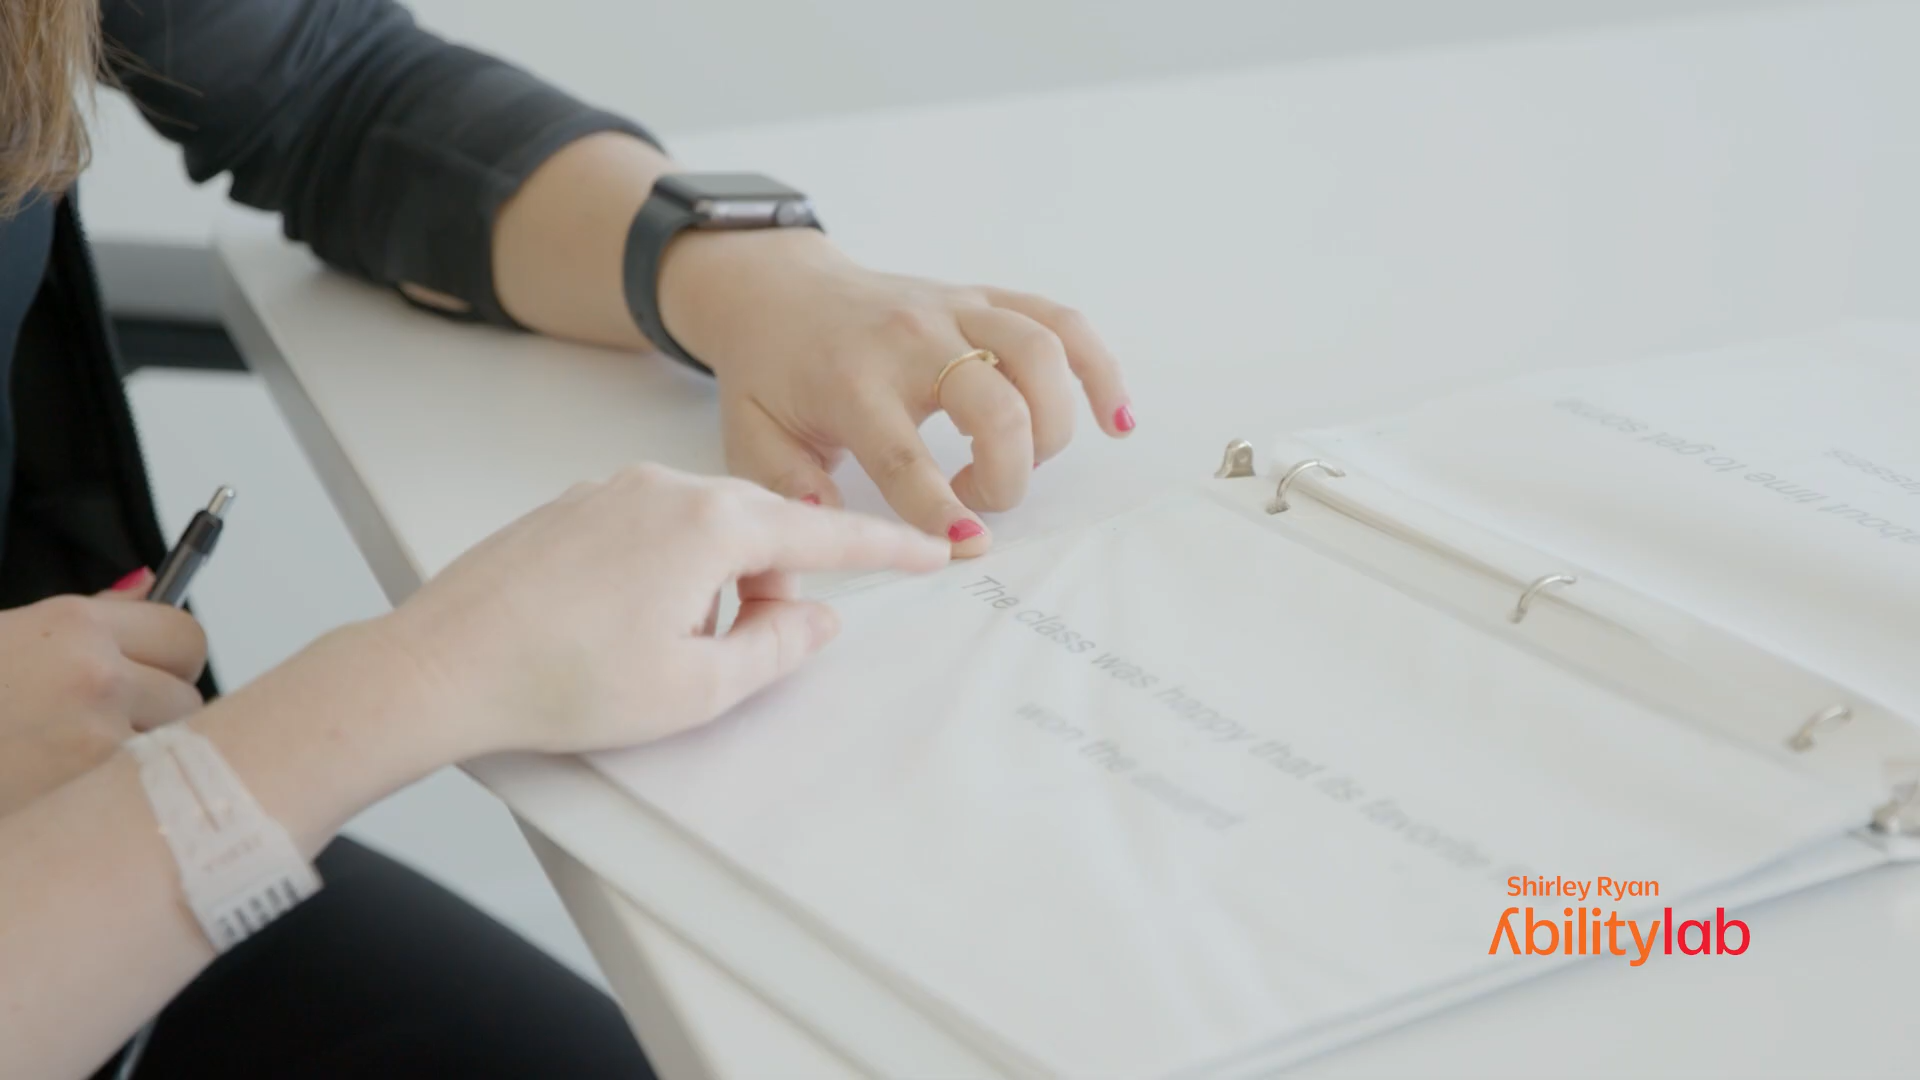 about time to get some
The class was happy that its favorite
won the award
Shirley Ryan
Abilitylab